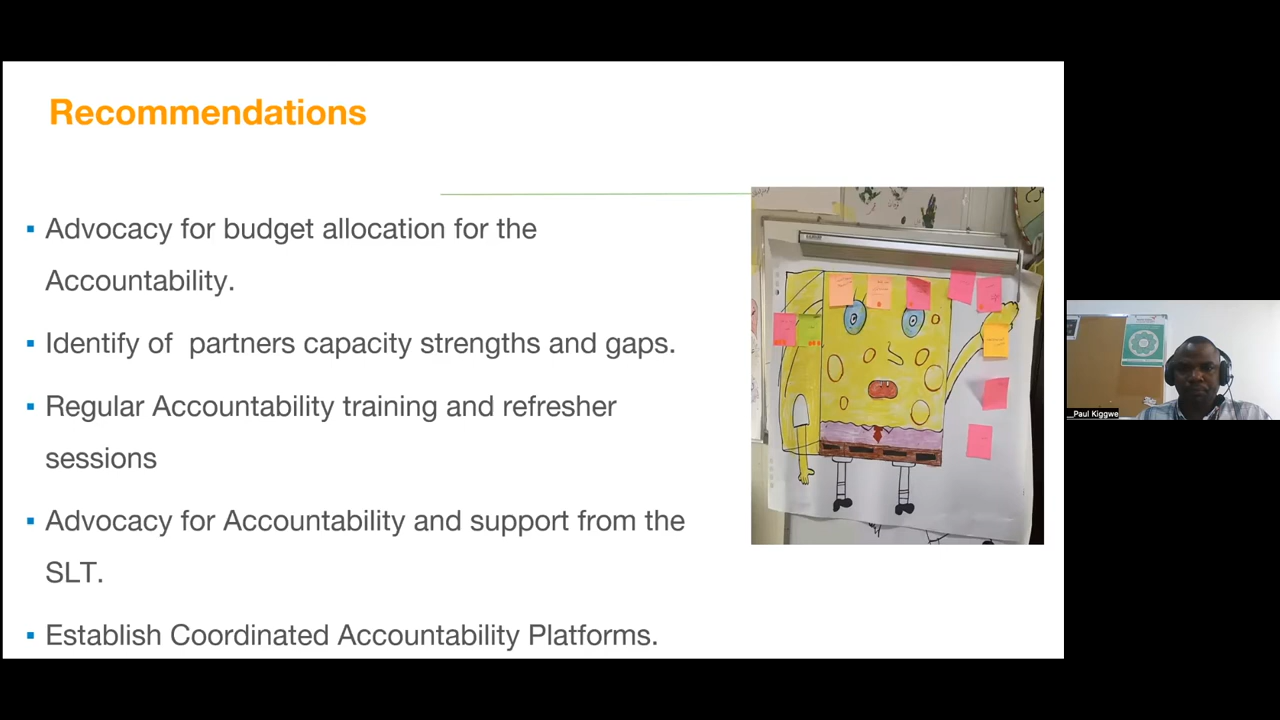 Recommendations
▪ Advocacy for budget allocation for the
Accountability.
▪ Identify of  partners capacity strengths and gaps.
▪ Regular Accountability training and refresher
sessions
▪ Advocacy for Accountability and support from the
SLT.
▪ Establish Coordinated Accountability Platforms.
Paul Kiggwe